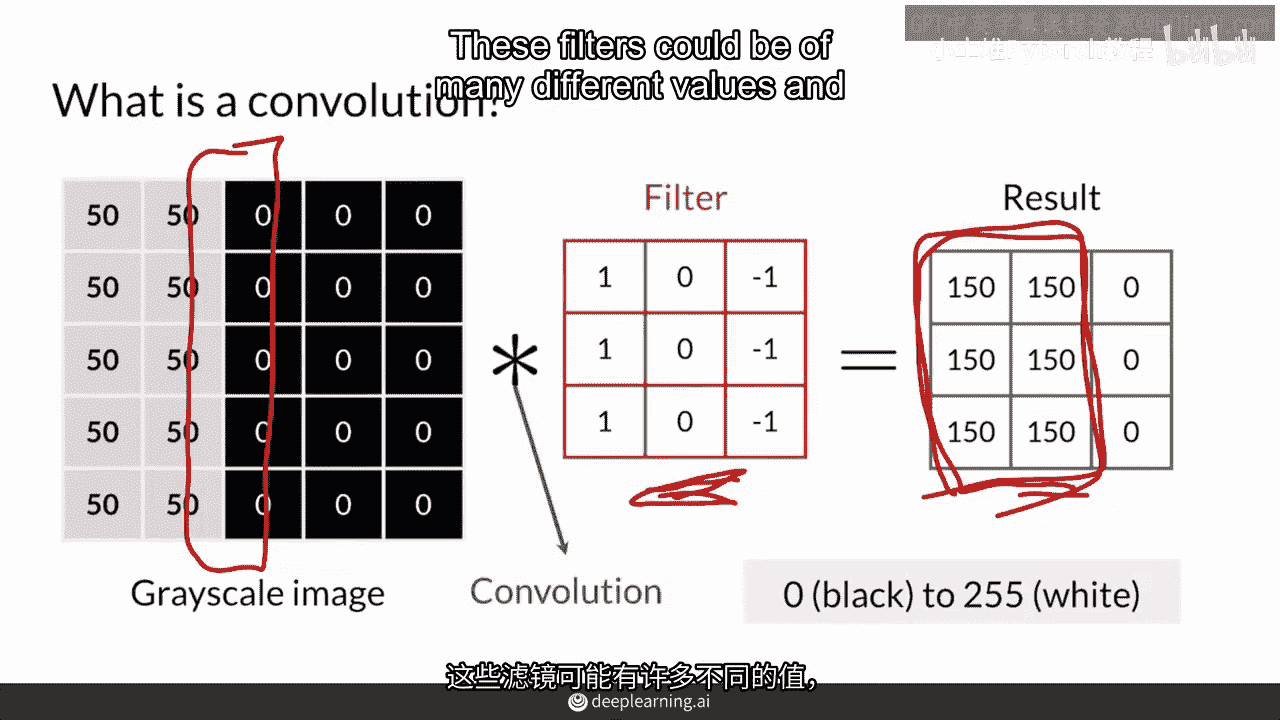 These filters could be of
many different values and
What is a convolution?
50 50 0 0 0
50 50 0 0 0
50 50 0 0 0
50 50 0 0 0
50 50 0 0 0
Grayscale image
*
Convolution
Filter
1 0 -1
1 0 -1
1 0 -1
=
Result
150 150 0
150 150 0
150 150 0
0 (black) to 255 (white)
这些滤镜可能有许多不同的值，
deeplearning.ai